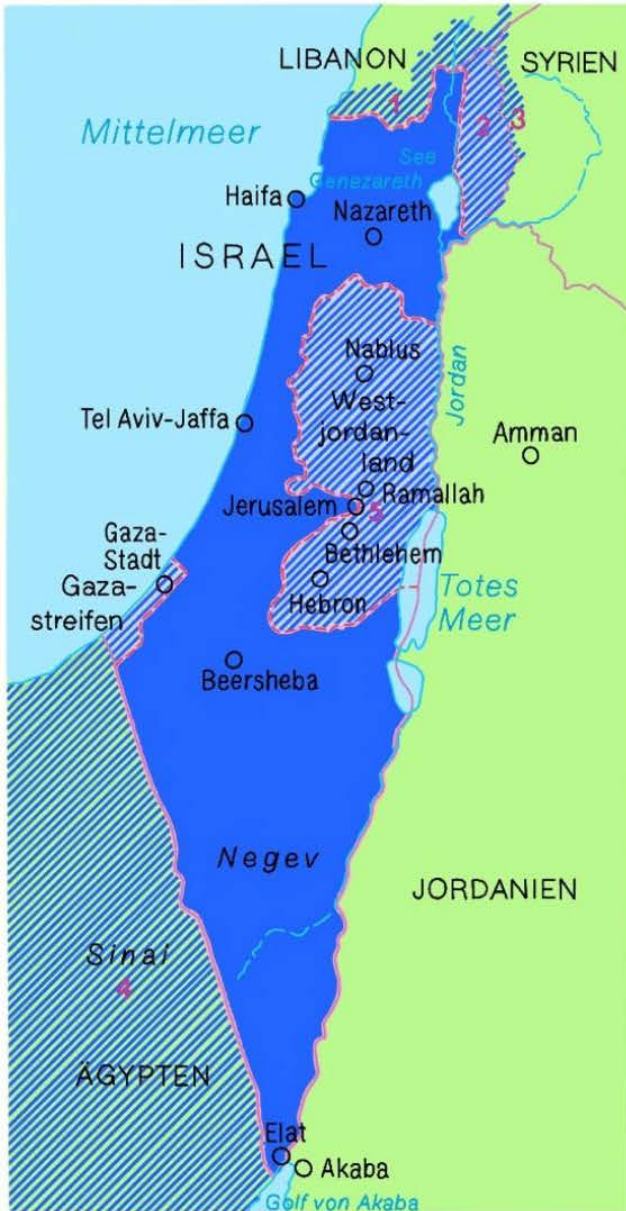 LIBANON
SYRIEN
1
2
3
Mittelmeer
See
Genezareth
Haifa
Nazareth
ISRAEL
Nablus
West-
jordan-
land
Jordan
Tel Aviv-Jaffa
Amman
Ramallah
Jerusalem
5
Bethlehem
Hebron
Gaza-
Stadt
Gaza-
streifen
Totes
Meer
Beersheba
Negev
JORDANIEN
Sinai
4
ÄGYPTEN
Elat
Akaba
Golf von Akaba